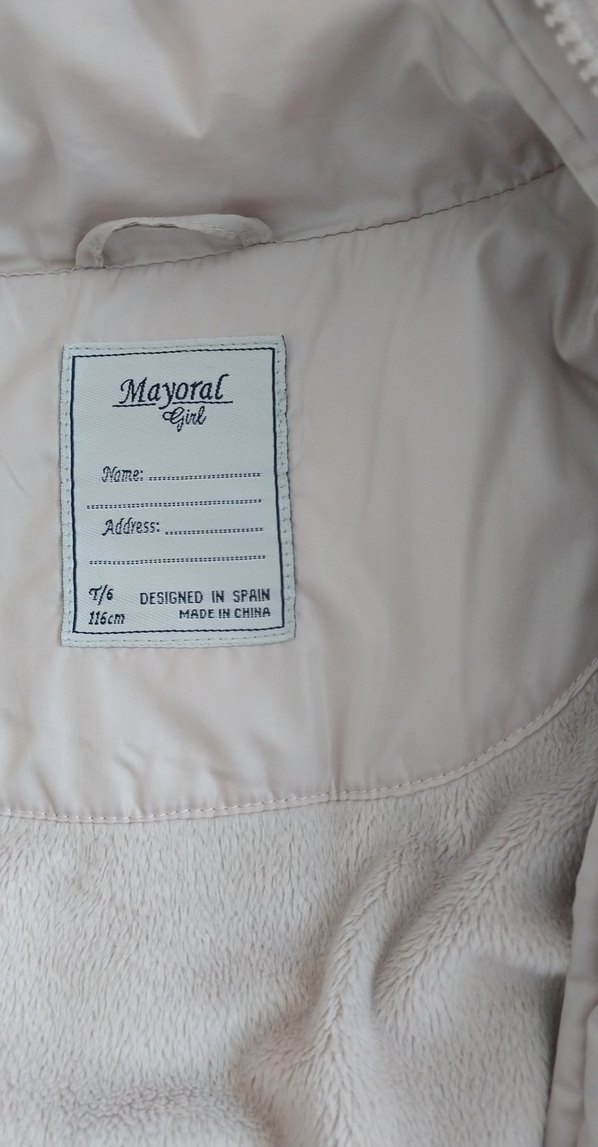 Mayoral
Girl
Name: ..............................
..............................................
Address: .........................
..............................................
T/6 DESIGNED IN SPAIN
116cm MADE IN CHINA